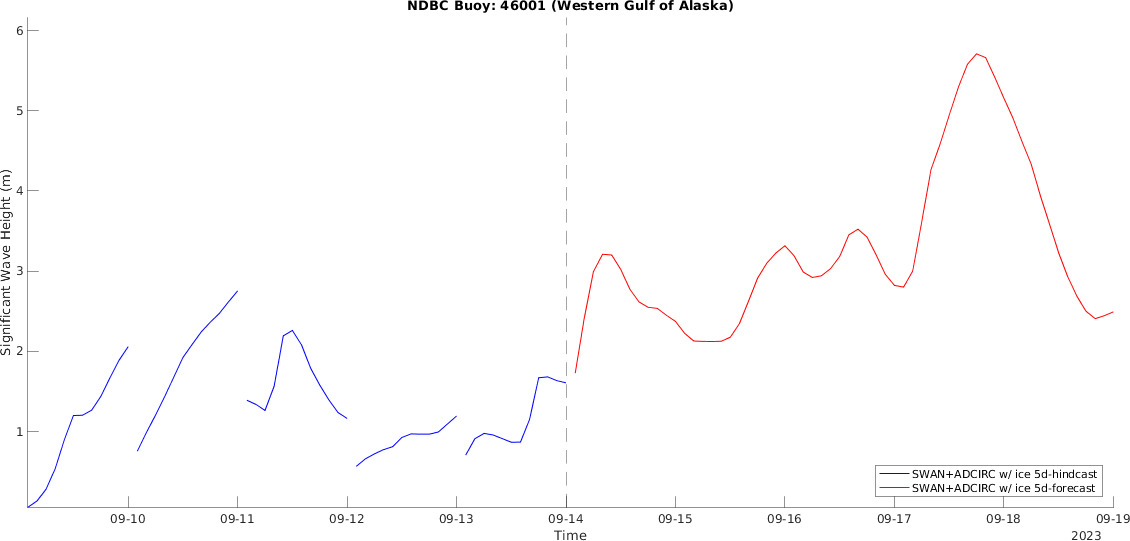 NDBC Buoy: 46001 (Western Gulf of Alaska)
Significant Wave Height (m)
6
5
4
3
2
1
SWAN+ADCIRC w/ ice 5d-hindcast
SWAN+ADCIRC w/ ice 5d-forecast
09-10 09-11 09-12 09-13 09-14 09-15 09-16 09-17 09-18 09-19
Time
2023